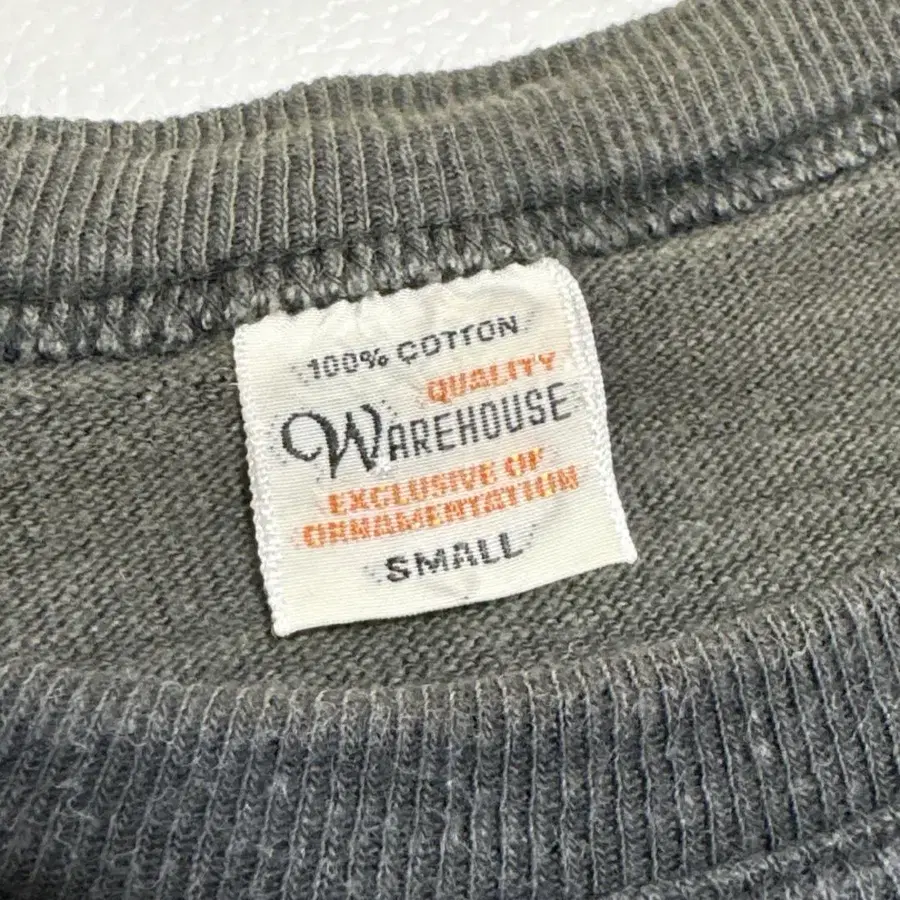 100% COTTON
QUALITY
WAREHOUSE
EXCLUSIVE OF
ORNAMENTATION
SMALL